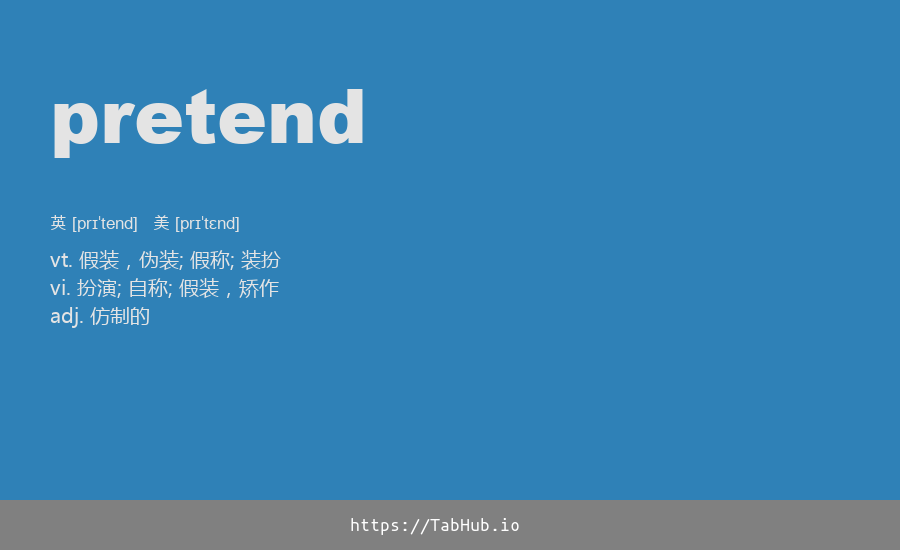 pretend
英 [prɪ'tend] 美 [prɪ'tɛnd]
vt. 假装，伪装; 假称; 装扮
vi. 扮演; 自称; 假装，矫作
adj. 仿制的
https://TabHub.io